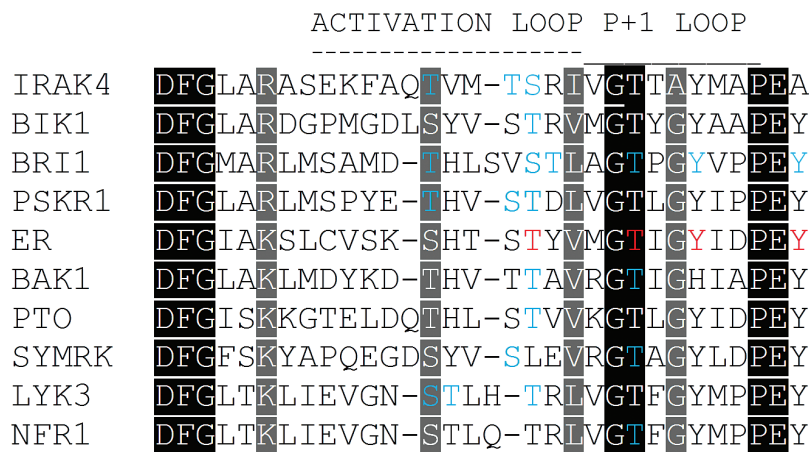 ACTIVATION LOOP P+1 LOOP
IRAK4 DFGLARASEKFAQTVM-TSRIVGTTAYMAPEA
BIK1 DFGLARDGPMGDLSYV-STRVMGTYGYAAPEY
BRI1 DFGMARLMSAMD-THLSVSTLAGTPGYVPPEY
PSKR1 DFGLARLMSPYE-THV-STDLVGTLGYIPPEY
ER DFGIAKSLCVSK-SHT-STYVMGTIGYIDPEY
BAK1 DFGLAKLMDYKD-THV-TTAVRGTIGHIAPEY
PTO DFGISKKGTELDQTHL-STVVKGTLGYIDPEY
SYMRK DFGFSKYAPQEGDSYV-SLEVRGTAGYLDPEY
LYK3 DFGLTKLIEVGN-STLH-TRLVGTFGYMPPEY
NFR1 DFGLTKLIEVGN-STLQ-TRLVGTFGYMPPEY